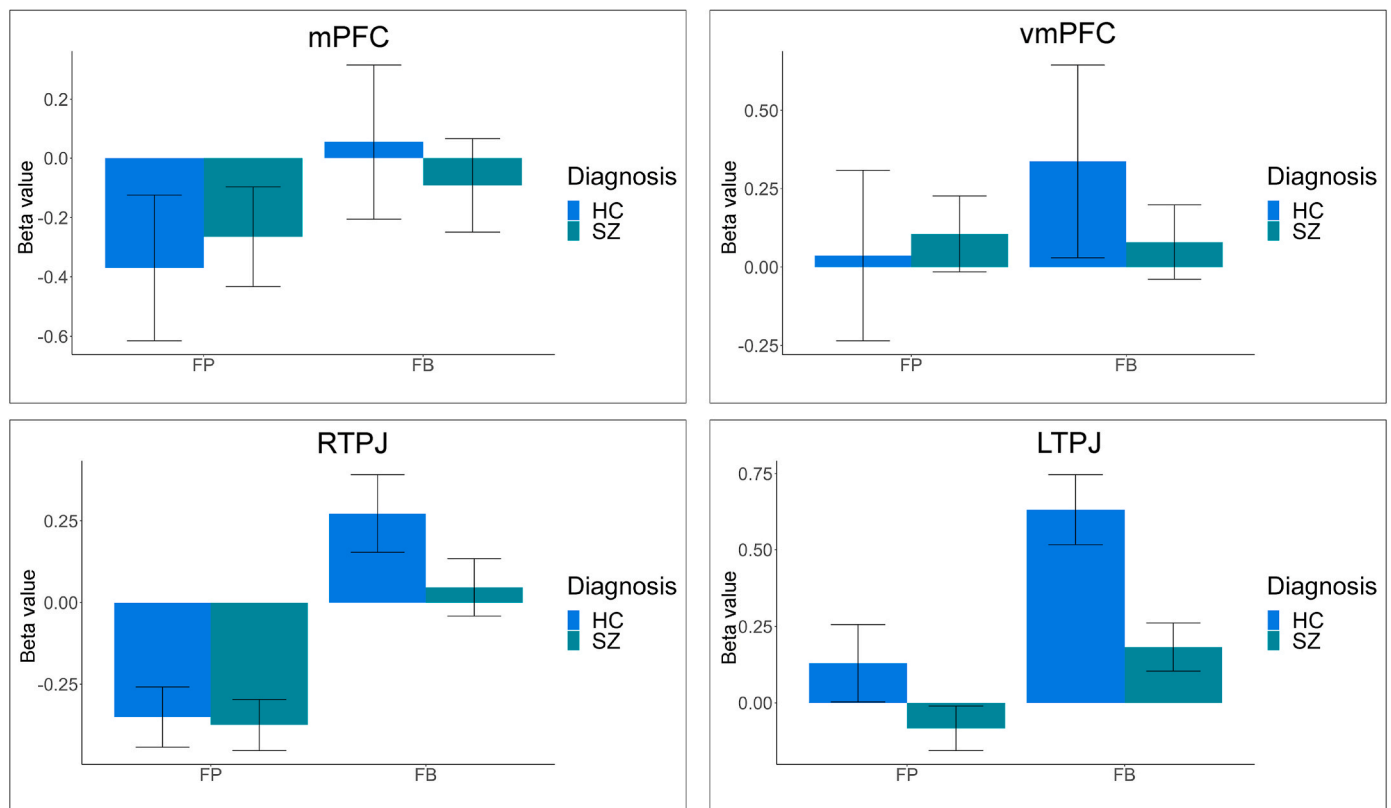 mPFC
Beta value
0.2
0.0
-0.2
-0.4
-0.6
FP
FB
Diagnosis
HC
SZ
vmPFC
Beta value
0.50
0.25
0.00
-0.25
FP
FB
Diagnosis
HC
SZ
RTPJ
Beta value
0.25
0.00
-0.25
FP
FB
Diagnosis
HC
SZ
LTPJ
Beta value
0.75
0.50
0.25
0.00
FP
FB
Diagnosis
HC
SZ